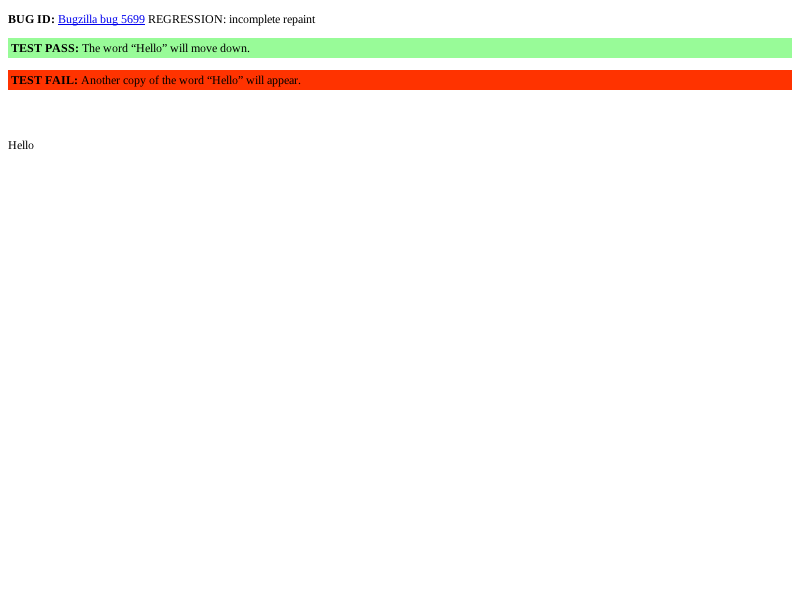 BUG ID: Bugzilla bug 5699 REGRESSION: incomplete repaint
TEST PASS: The word “Hello” will move down.
TEST FAIL: Another copy of the word “Hello” will appear.
Hello